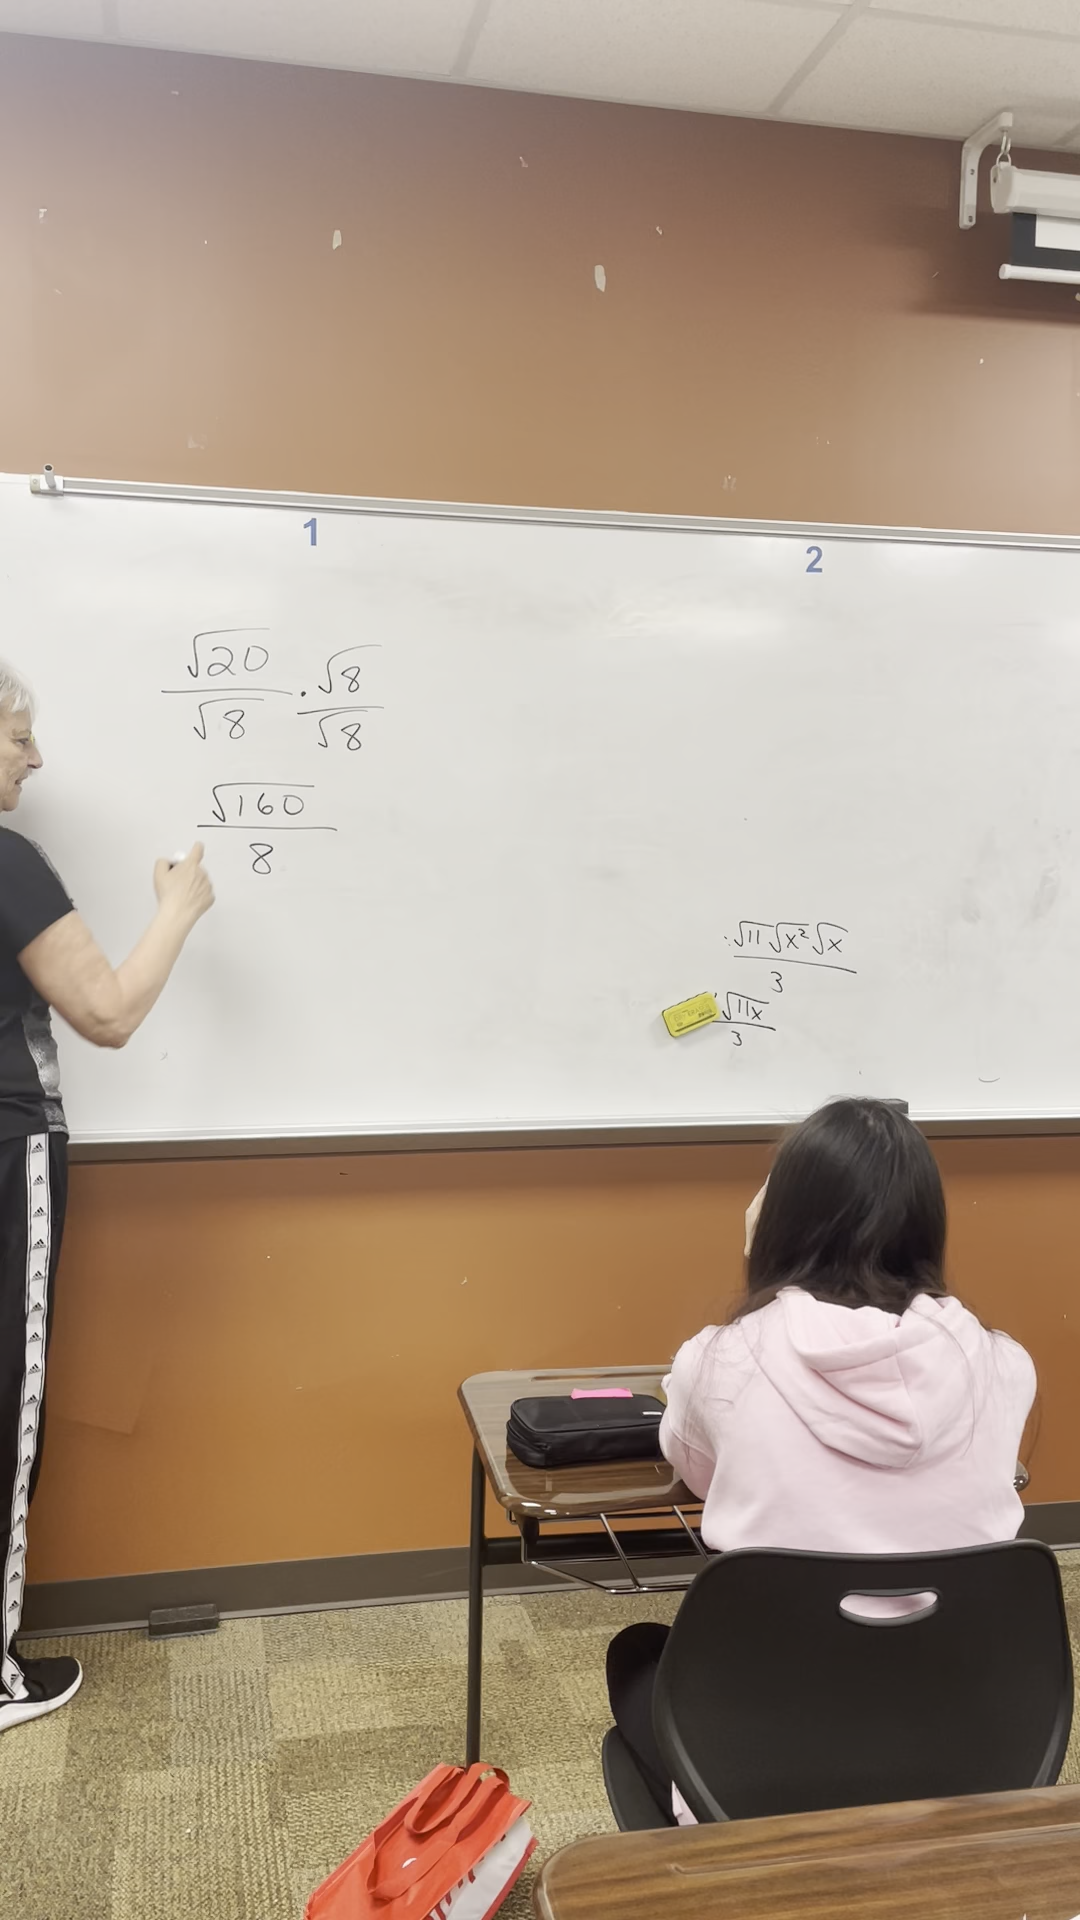 1
2
√20/√8 · √8/√8
√160/8
√11 √x² √x/3
√11x/3